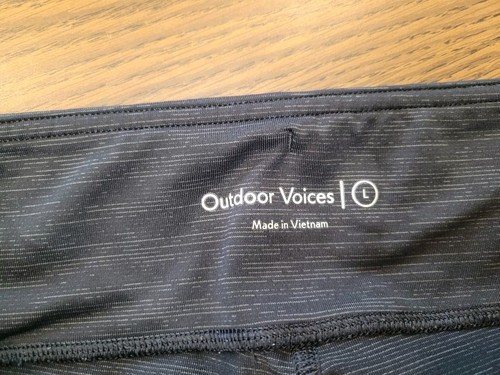 Outdoor Voices | L
Made in Vietnam